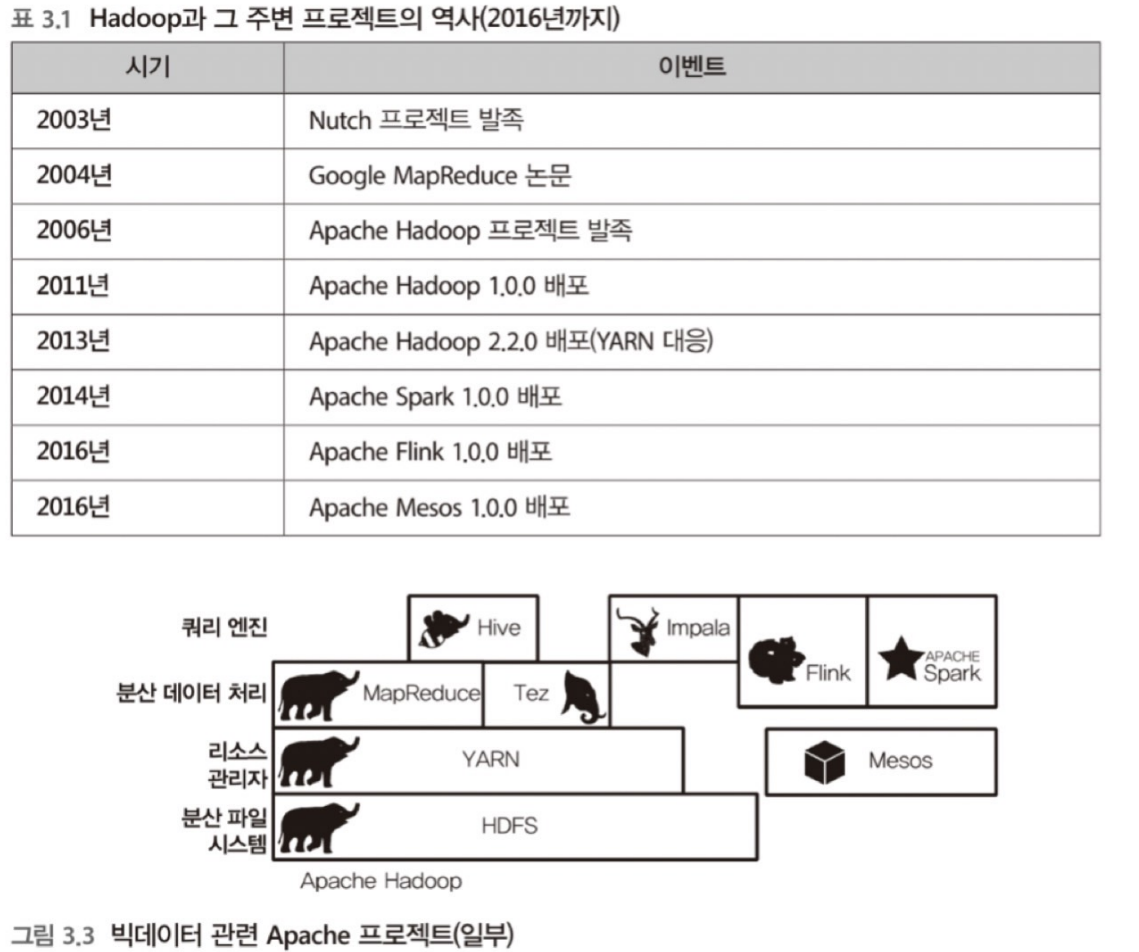 표 3.1 Hadoop과 그 주변 프로젝트의 역사(2016년까지)
시기 이벤트
2003년 Nutch 프로젝트 발족
2004년 Google MapReduce 논문
2006년 Apache Hadoop 프로젝트 발족
2011년 Apache Hadoop 1.0.0 배포
2013년 Apache Hadoop 2.2.0 배포(YARN 대응)
2014년 Apache Spark 1.0.0 배포
2016년 Apache Flink 1.0.0 배포
2016년 Apache Mesos 1.0.0 배포
쿼리 엔진 Hive Impala Flink APACHE Spark
분산 데이터 처리 MapReduce Tez
리소스
관리자 YARN Mesos
분산 파일
시스템 HDFS
Apache Hadoop
그림 3.3 빅데이터 관련 Apache 프로젝트(일부)